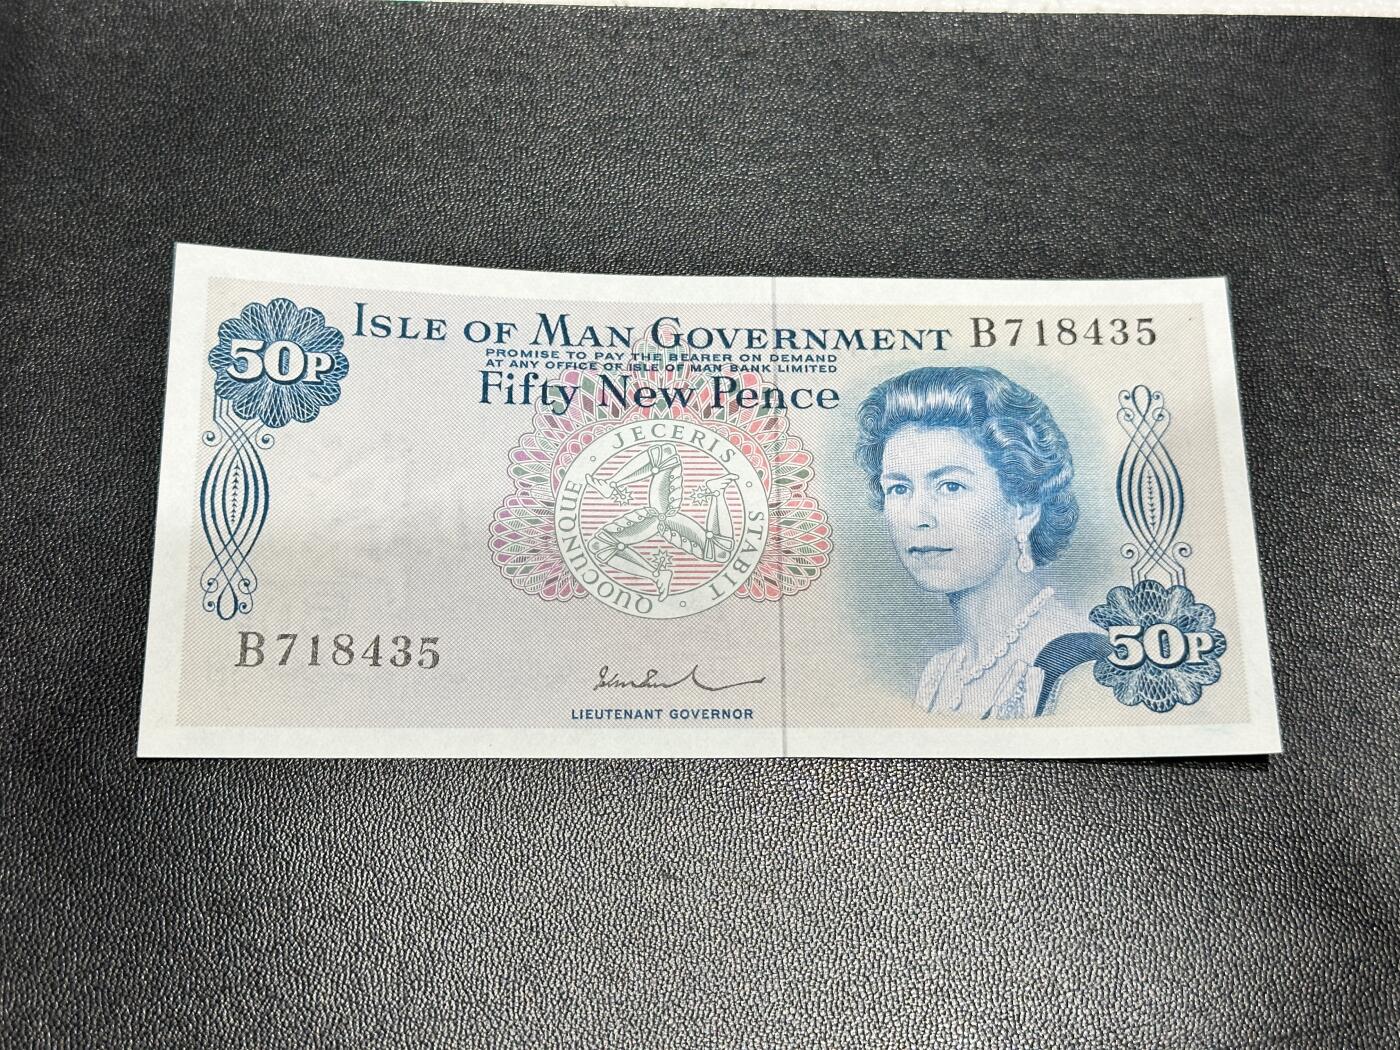 50P
ISLE OF MAN GOVERNMENT B718435
PROMISE TO PAY THE BEARER ON DEMAND
AT ANY OFFICE OF ISLE OF MAN BANK LIMITED
Fifty New Pence
QUOCUNQUE · JECERIS · STABIT ·
B718435
LIEUTENANT GOVERNOR
50P